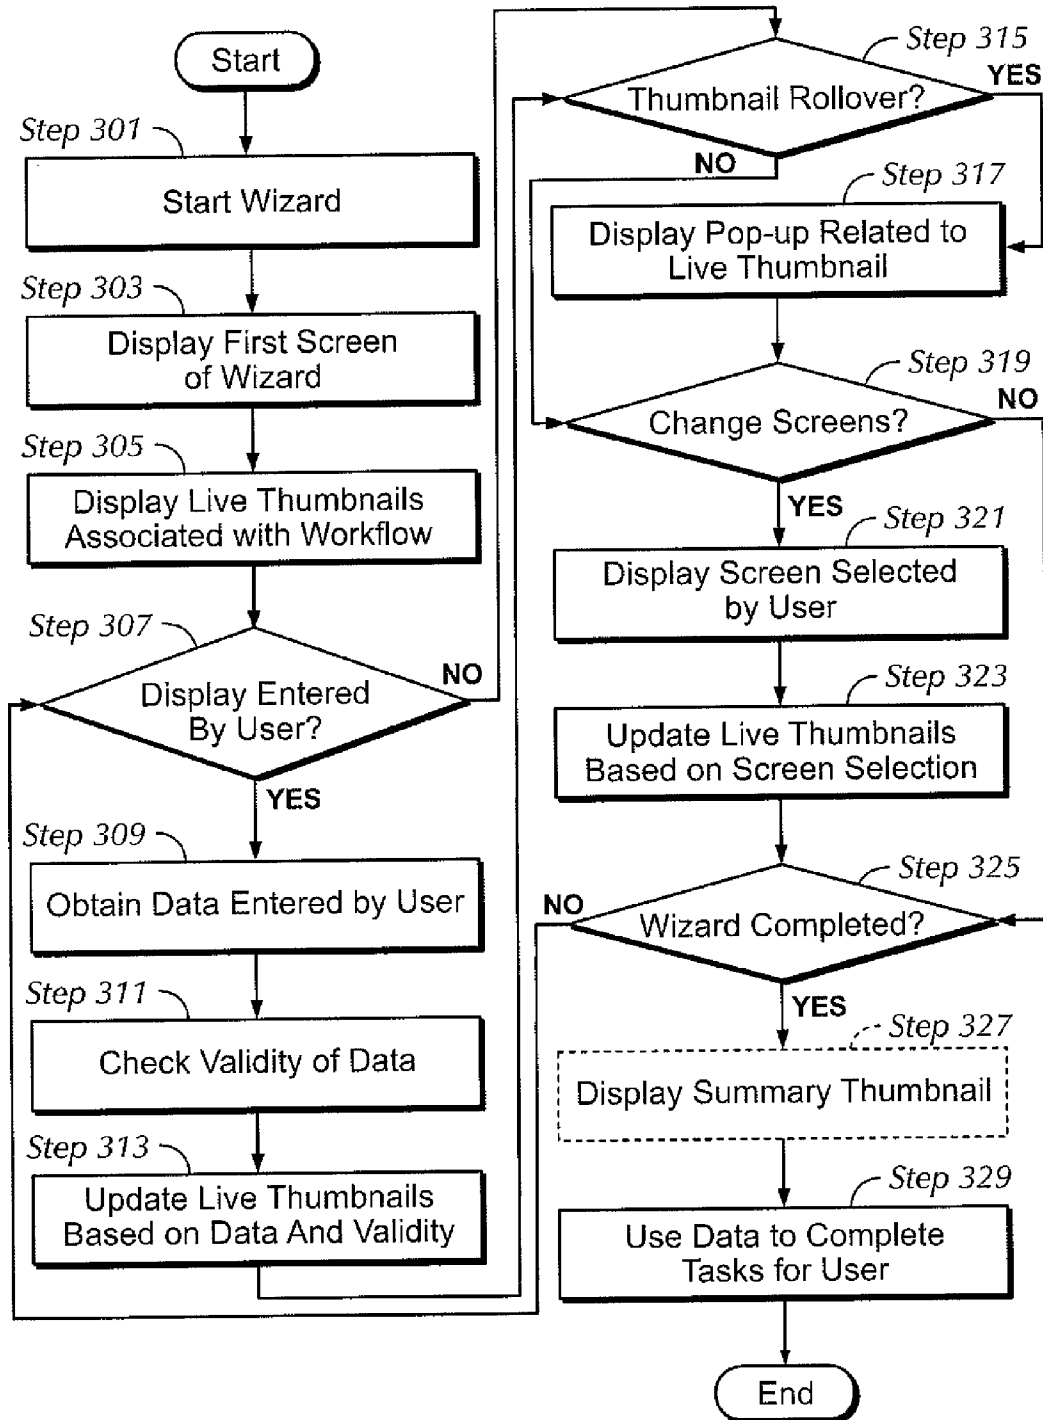 Start
Step 301
Start Wizard
Step 303
Display First Screen
of Wizard
Step 305
Display Live Thumbnails
Associated with Workflow
Step 307
Display Entered
By User?
NO
YES
Step 309
Obtain Data Entered by User
Step 311
Check Validity of Data
Step 313
Update Live Thumbnails
Based on Data And Validity
Step 315
Thumbnail Rollover?
YES
NO
Step 317
Display Pop-up Related to
Live Thumbnail
Step 319
Change Screens?
NO
YES
Step 321
Display Screen Selected
by User
Step 323
Update Live Thumbnails
Based on Screen Selection
Step 325
Wizard Completed?
NO
YES
Step 327
Display Summary Thumbnail
Step 329
Use Data to Complete
Tasks for User
End